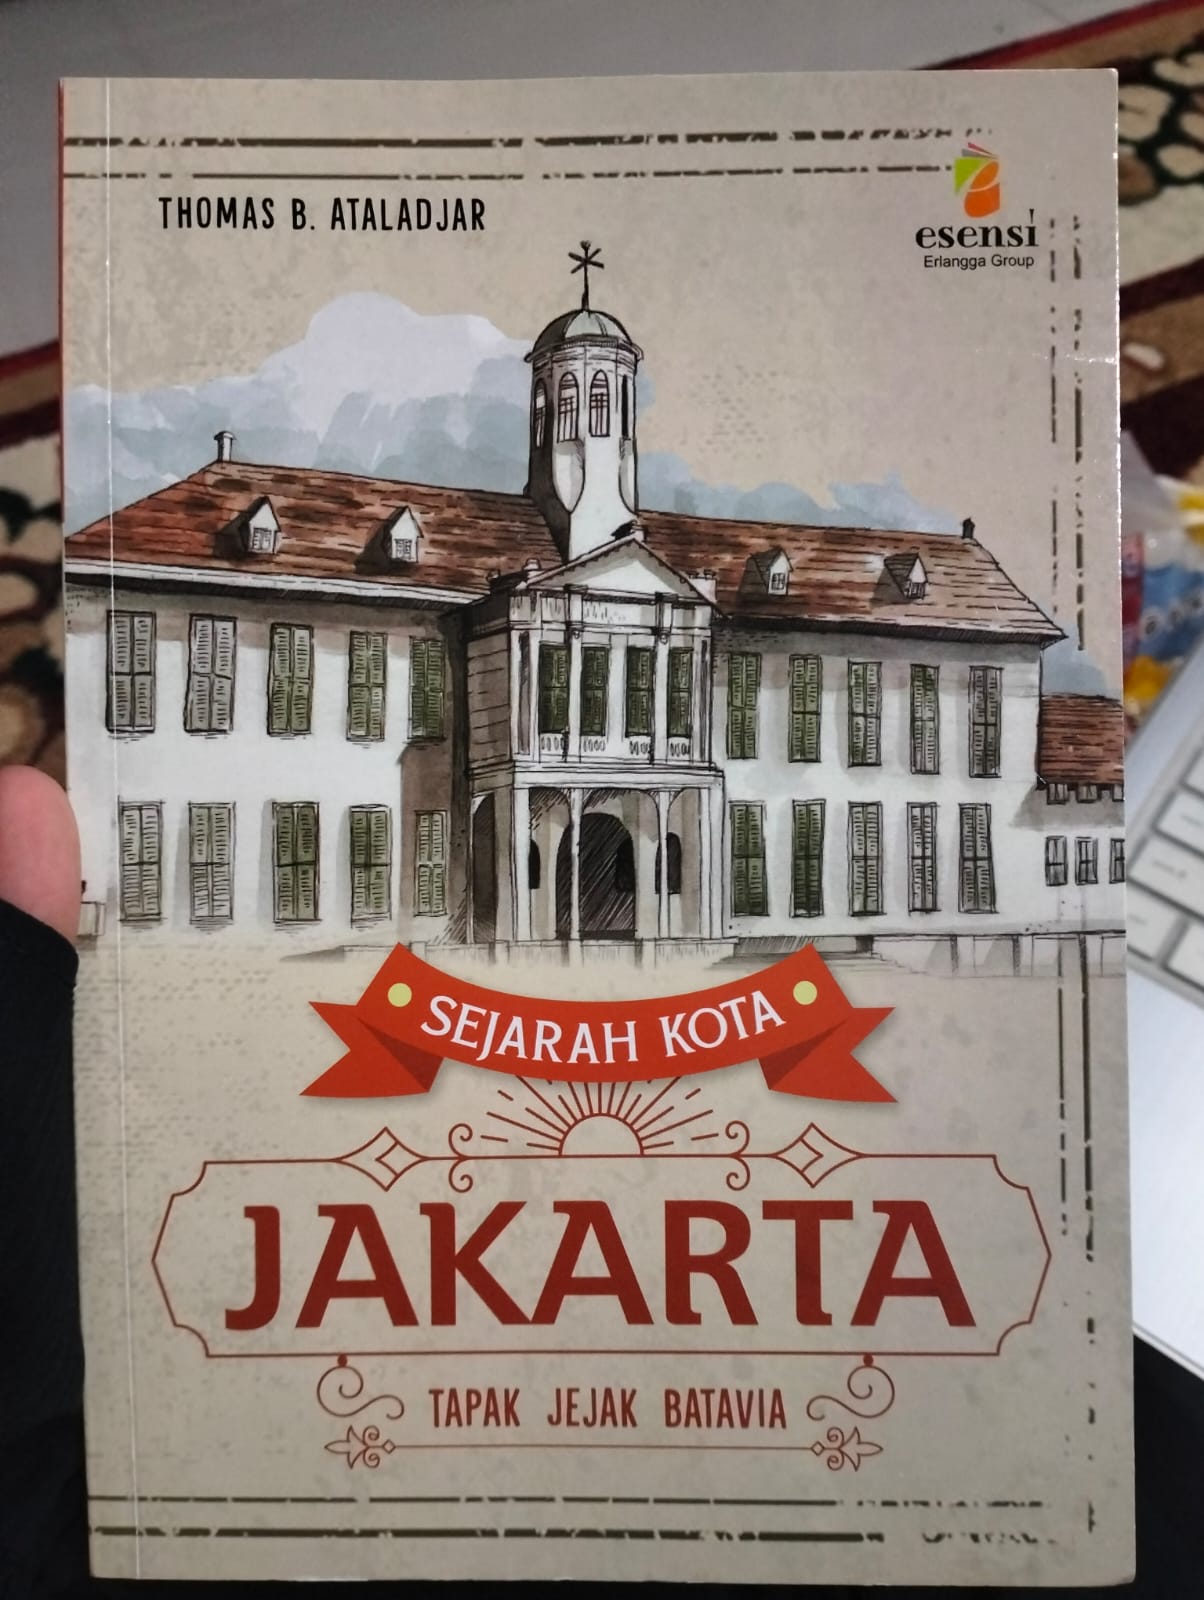 THOMAS B. ATALADJAR
esensi
Erlangga Group
SEJARAH KOTA
JAKARTA
TAPAK JEJAK BATAVIA